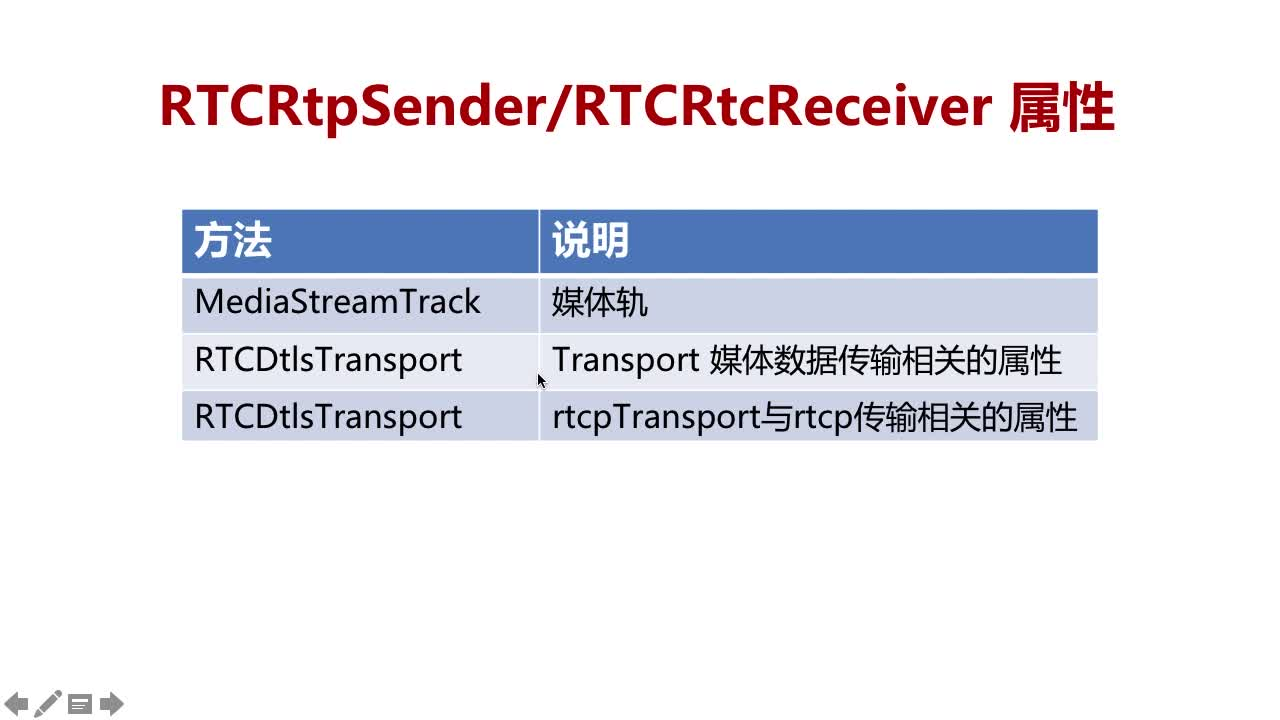 RTCRtpSender/RTCRtcReceiver 属性
方法 说明
MediaStreamTrack 媒体轨
RTCDtlsTransport Transport 媒体数据传输相关的属性
RTCDtlsTransport rtcpTransport与rtcp传输相关的属性